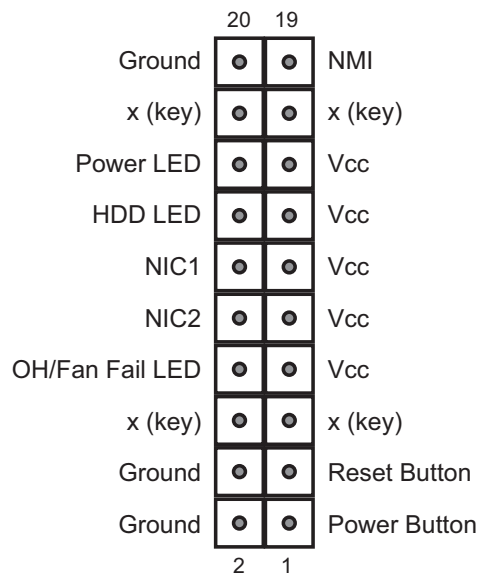 20 19
Ground NMI
x (key) x (key)
Power LED Vcc
HDD LED Vcc
NIC1 Vcc
NIC2 Vcc
OH/Fan Fail LED Vcc
x (key) x (key)
Ground Reset Button
Ground Power Button
2 1